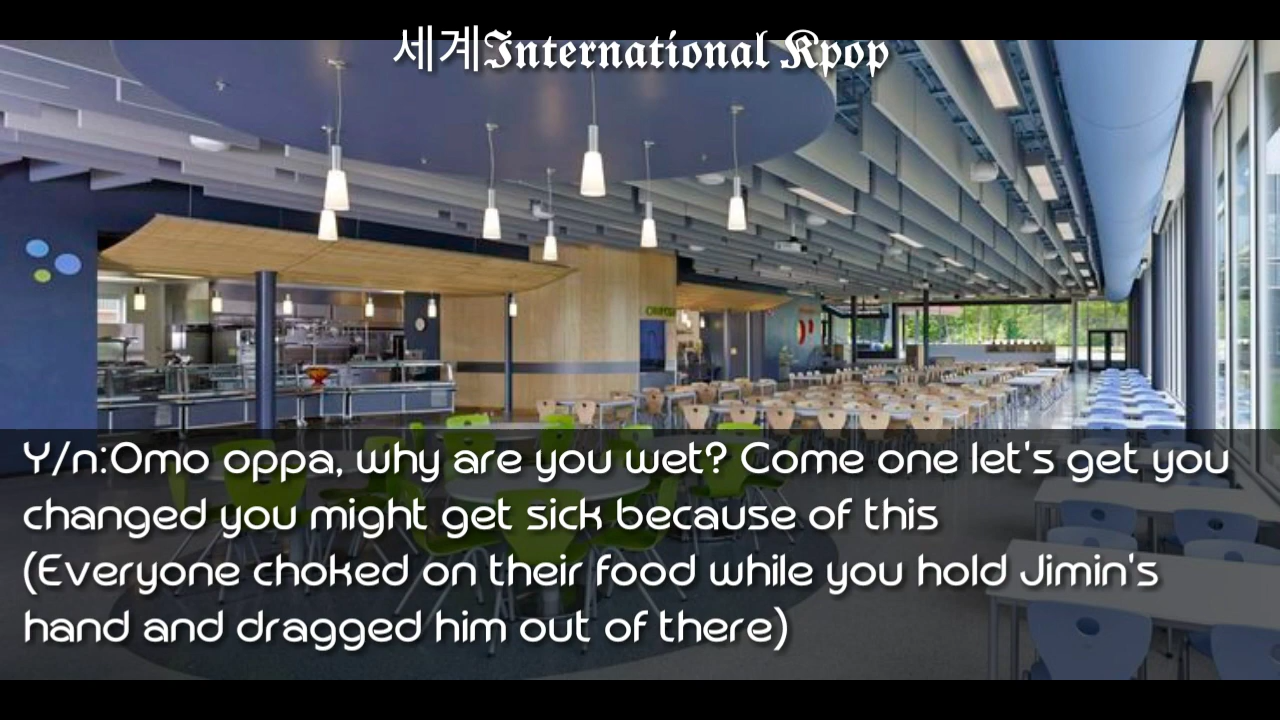 세계International Kpop
Y/n:Omo oppa, why are you wet? Come one let's get you
changed you might get sick because of this
(Everyone choked on their food while you hold Jimin's
hand and dragged him out of there)